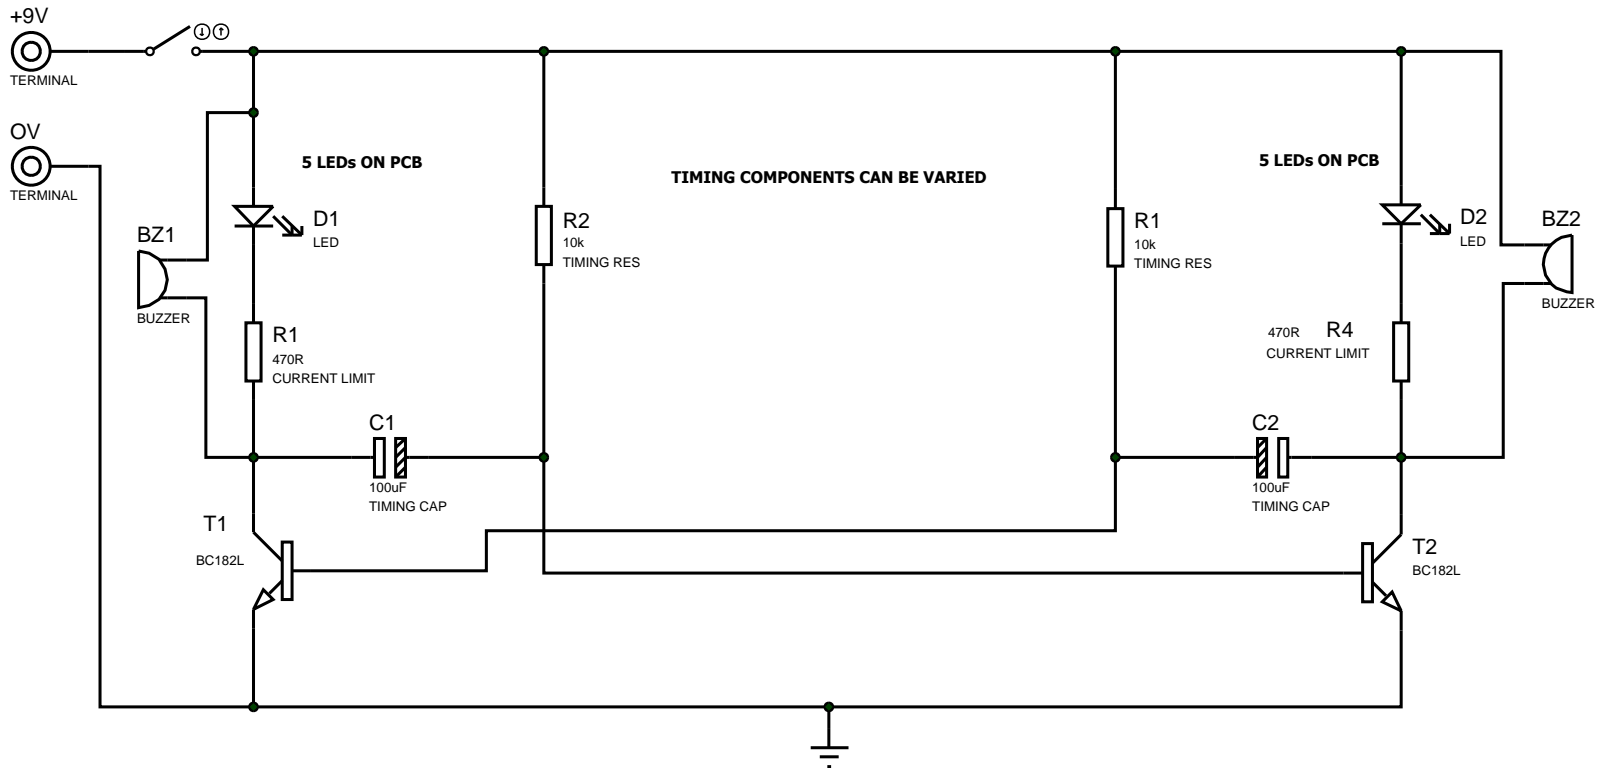 +9V
TERMINAL
OV
TERMINAL
5 LEDs ON PCB
TIMING COMPONENTS CAN BE VARIED
5 LEDs ON PCB
BZ1
BUZZER
D1
LED
R2
10k
TIMING RES
R1
10k
TIMING RES
D2
LED
BZ2
BUZZER
R1
470R
CURRENT LIMIT
470R R4
CURRENT LIMIT
C1
100uF
TIMING CAP
C2
100uF
TIMING CAP
T1
BC182L
T2
BC182L